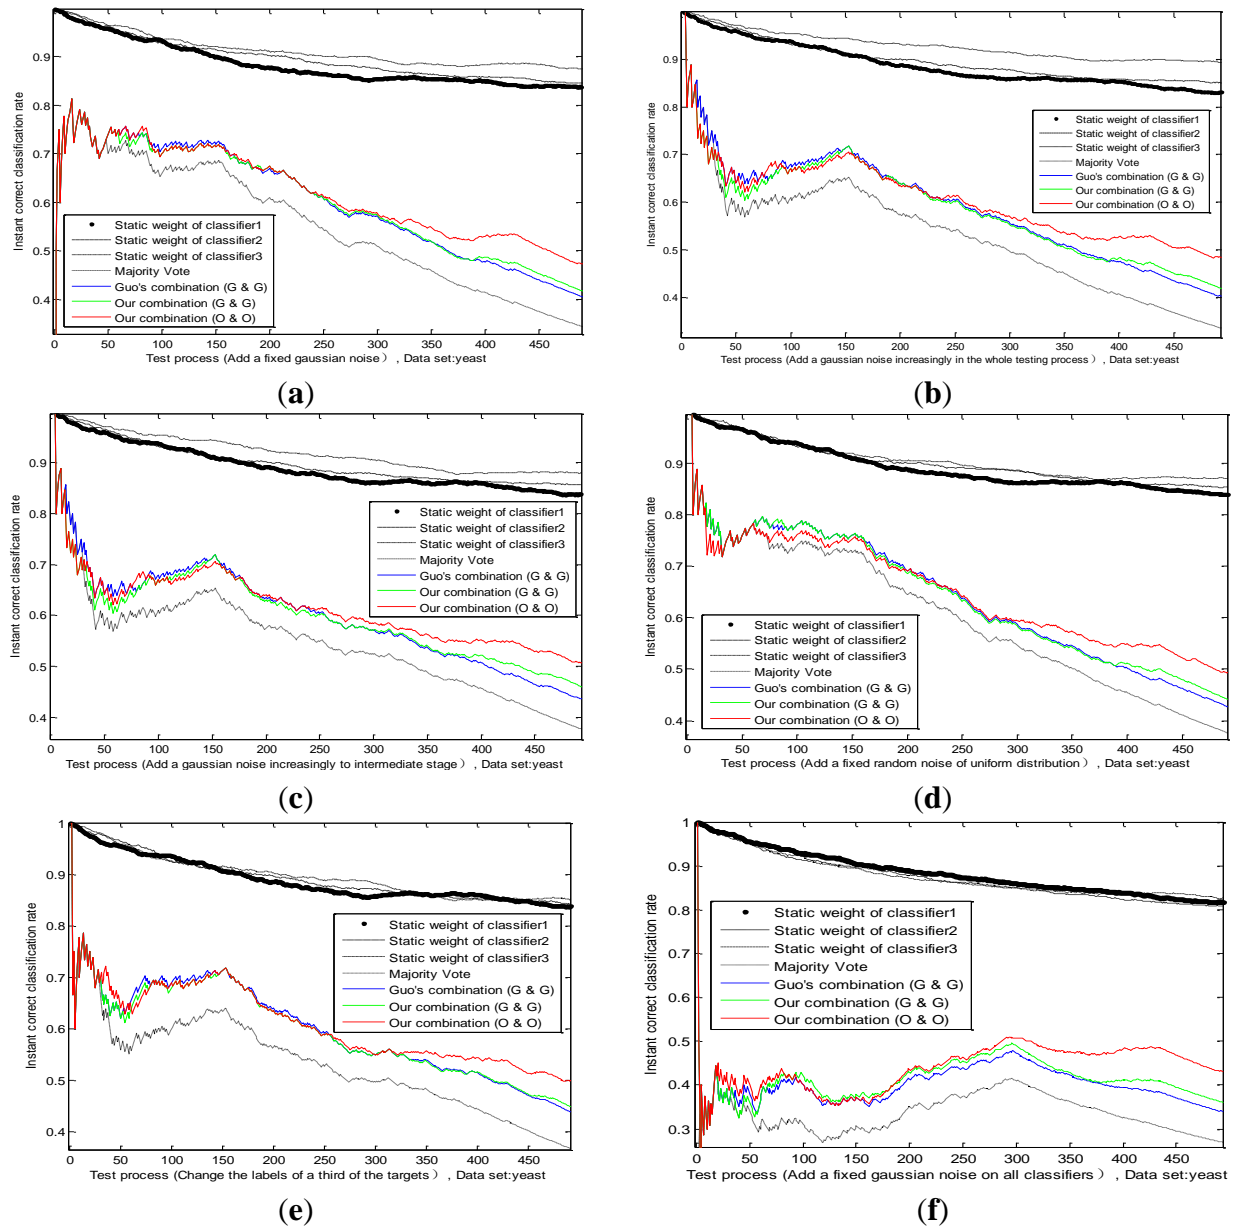 1
0.9
0.8
0.7
0.6
0.5
0.4
Instant correct classification rate
Static weight of classifier1
Static weight of classifier2
Static weight of classifier3
Majority Vote
Guo's combination (G & G)
Our combination (G & G)
Our combination (O & O)
0 50 100 150 200 250 300 350 400 450
Test process (Add a fixed gaussian noise） , Data set:yeast
(a)
1
0.9
0.8
0.7
0.6
0.5
0.4
Instant correct classification rate
Static weight of classifier1
Static weight of classifier2
Static weight of classifier3
Majority Vote
Guo's combination (G & G)
Our combination (G & G)
Our combination (O & O)
0 50 100 150 200 250 300 350 400 450
Test process (Add a gaussian noise increasingly in the whole testing process） , Data set:yeast
(b)
0.9
0.8
0.7
0.6
0.5
0.4
Instant correct classification rate
Static weight of classifier1
Static weight of classifier2
Static weight of classifier3
Majority Vote
Guo's combination (G & G)
Our combination (G & G)
Our combination (O & O)
0 50 100 150 200 250 300 350 400 450
Test process (Add a gaussian noise increasingly to intermediate stage） , Data set:yeast
(c)
0.9
0.8
0.7
0.6
0.5
0.4
Instant correct classification rate
Static weight of classifier1
Static weight of classifier2
Static weight of classifier3
Majority Vote
Guo's combination (G & G)
Our combination (G & G)
Our combination (O & O)
0 50 100 150 200 250 300 350 400 450
Test process (Add a fixed random noise of uniform distribution） , Data set:yeast
(d)
1
0.9
0.8
0.7
0.6
0.5
0.4
Instant correct classification rate
Static weight of classifier1
Static weight of classifier2
Static weight of classifier3
Majority Vote
Guo's combination (G & G)
Our combination (G & G)
Our combination (O & O)
0 50 100 150 200 250 300 350 400 450
Test process (Change the labels of a third of the targets） , Data set:yeast
(e)
1
0.9
0.8
0.7
0.6
0.5
0.4
0.3
Instant correct classification rate
Static weight of classifier1
Static weight of classifier2
Static weight of classifier3
Majority Vote
Guo's combination (G & G)
Our combination (G & G)
Our combination (O & O)
0 50 100 150 200 250 300 350 400 450
Test process (Add a fixed gaussian noise on all classifiers） , Data set:yeast
(f)